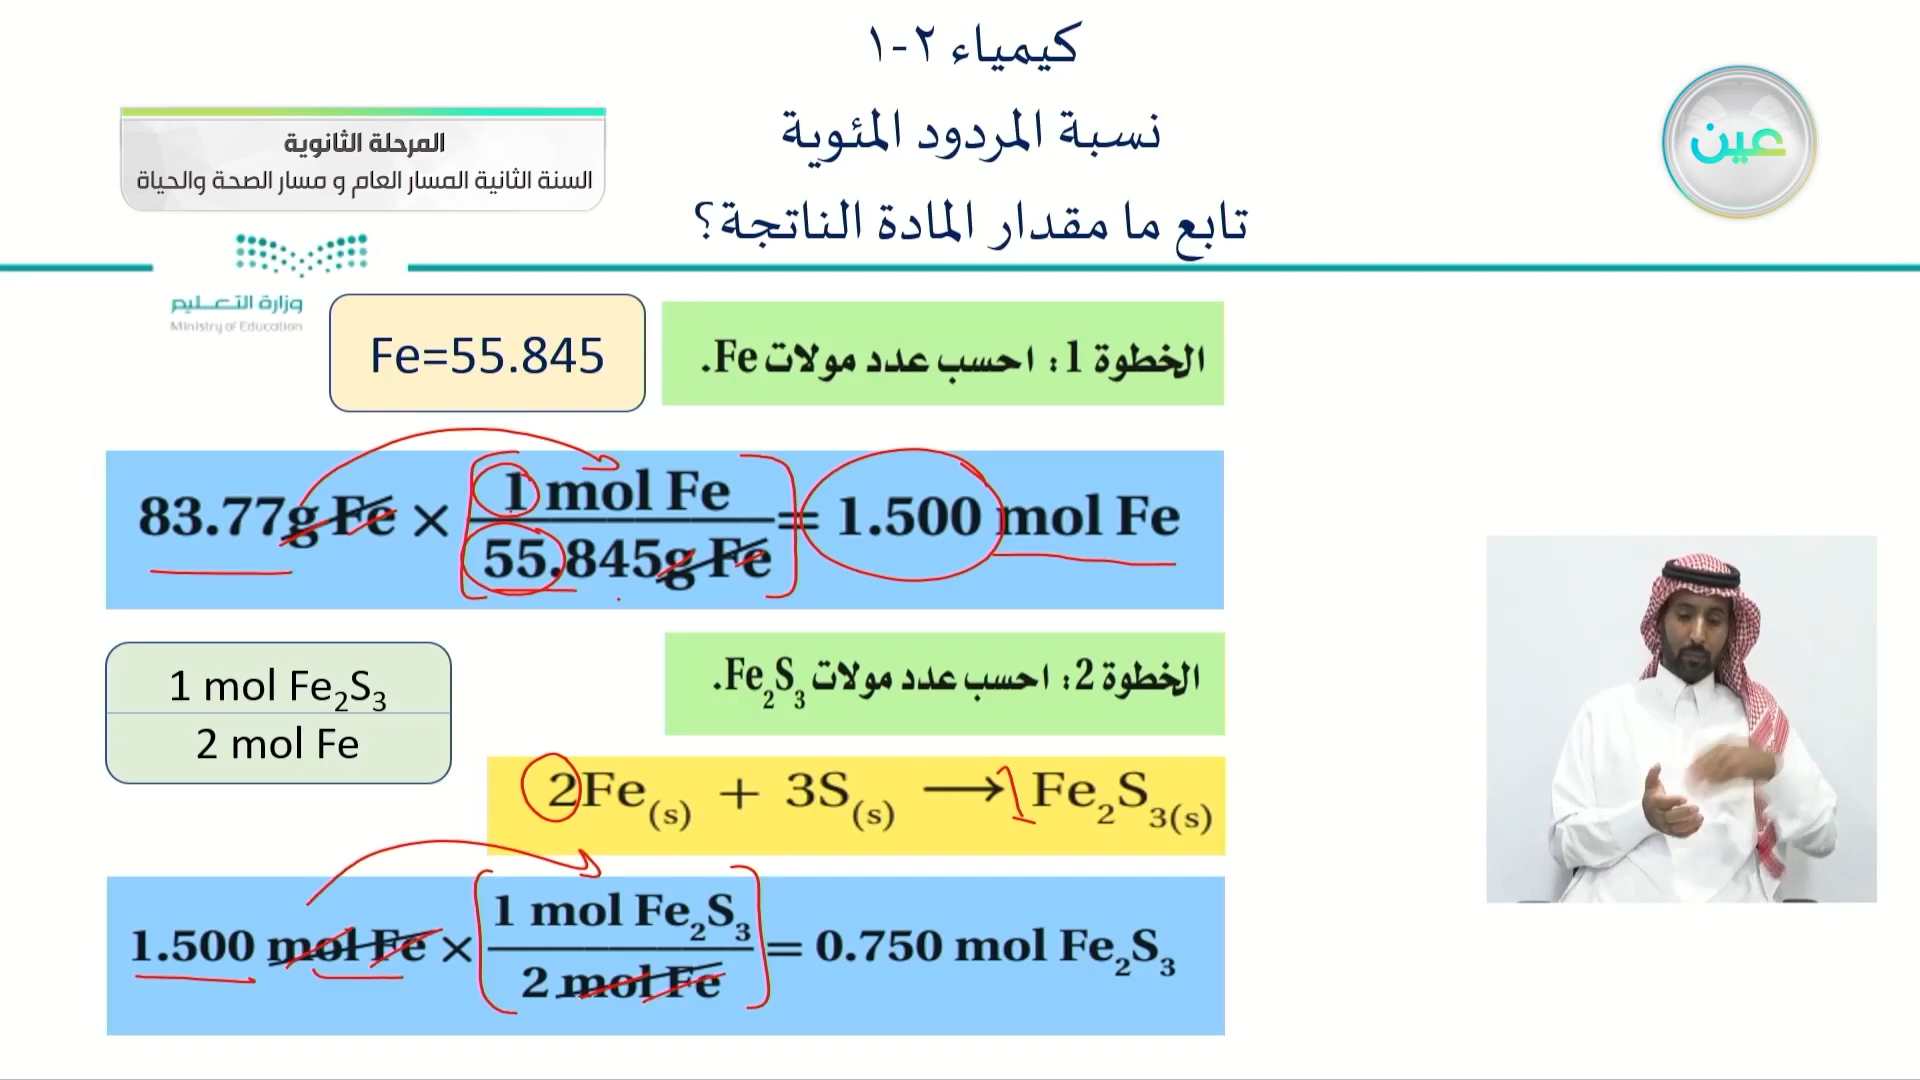 كيمياء ٢-١
نسبة المردود المئوية
تابع ما مقدار المادة الناتجة؟
عين
المرحلة الثانوية
السنة الثانية المسار العام و مسار الصحة والحياة
وزارة التعليم
Ministry of Education
الخطوة 1: احسب عدد مولات Fe.
Fe=55.845
83.77g Fe × 1 mol Fe / 55.845g Fe = 1.500 mol Fe
الخطوة 2: احسب عدد مولات Fe₂S₃.
1 mol Fe₂S₃
2 mol Fe
2Fe(s) + 3S(s) → 1 Fe₂S₃(s)
1.500 mol Fe × 1 mol Fe₂S₃ / 2 mol Fe = 0.750 mol Fe₂S₃